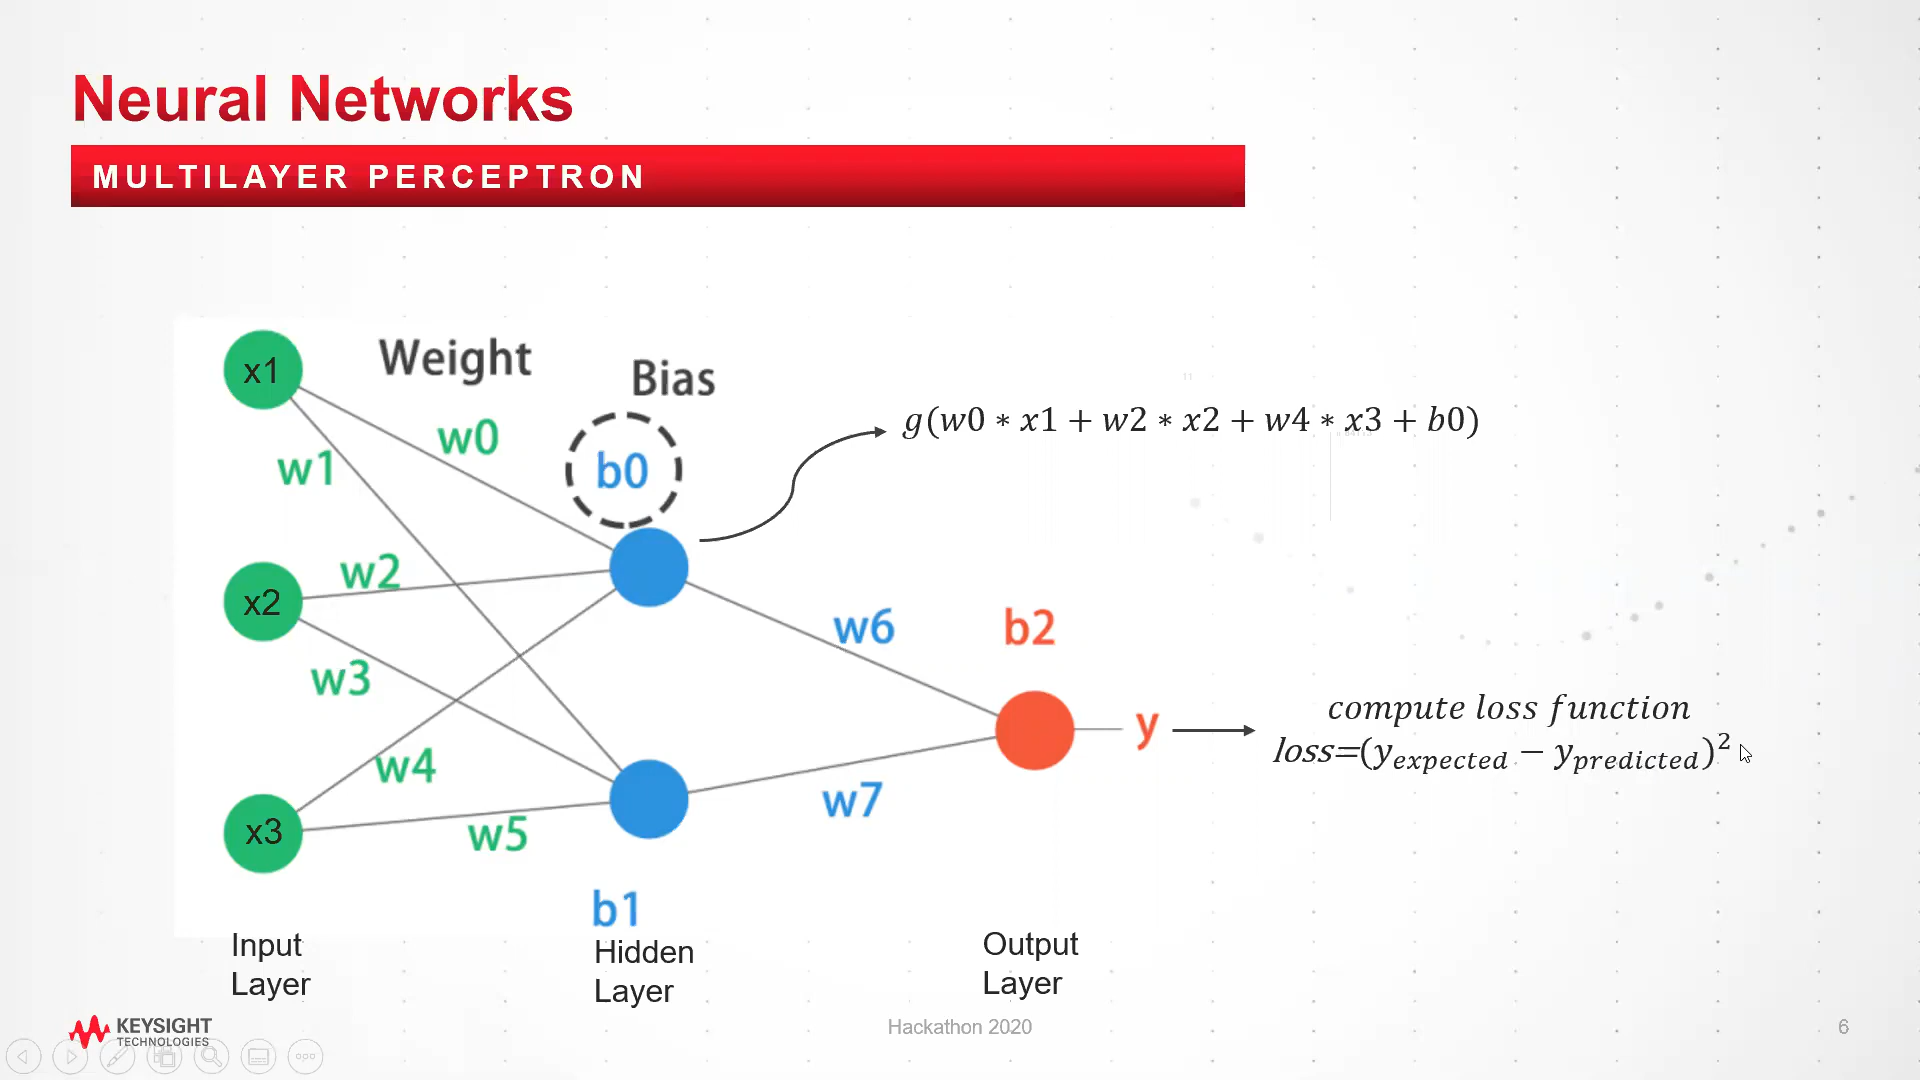 Neural Networks
MULTILAYER PERCEPTRON
x1
Weight
Bias
w0
w1
b0
g(w0 ∗ x1 + w2 ∗ x2 + w4 ∗ x3 + b0)
w2
x2
w3
w6
b2
y
compute loss function
loss=(y_expected − y_predicted)²
w4
w5
x3
w7
b1
Input
Layer
Hidden
Layer
Output
Layer
KEYSIGHT
TECHNOLOGIES
Hackathon 2020
6